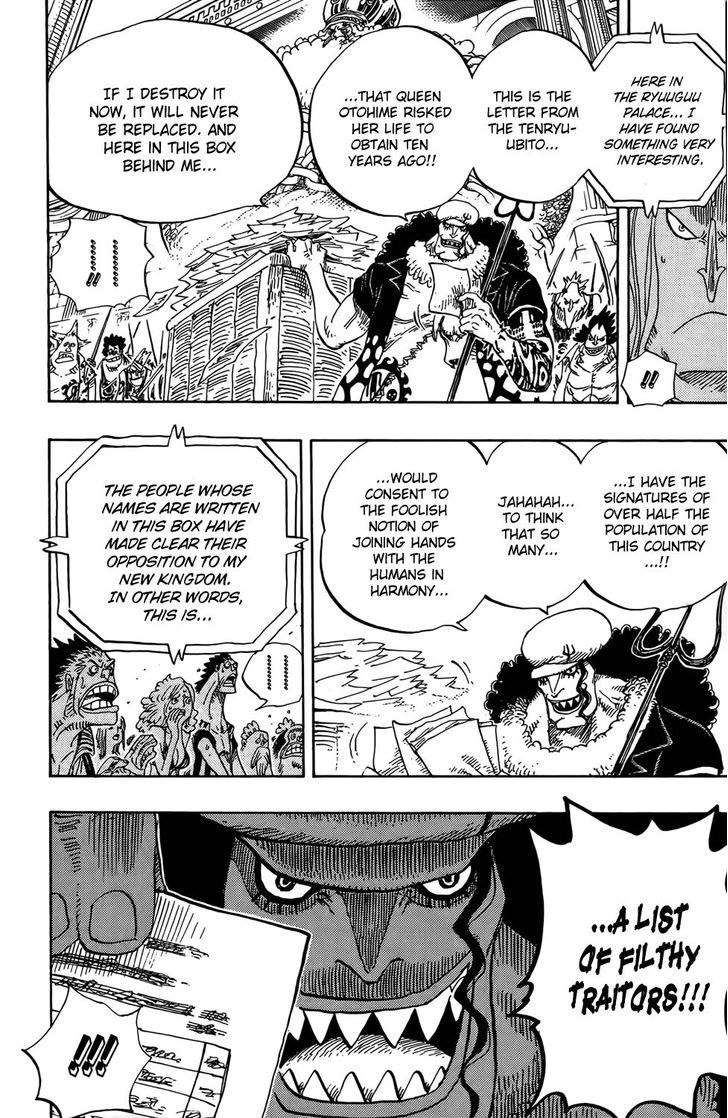 HERE IN
THE RYUUGUU
PALACE... I
HAVE FOUND
SOMETHING VERY
INTERESTING.
!!
THIS IS THE
LETTER FROM
THE TENRYU-
UBITO...
...THAT QUEEN
OTOHIME RISKED
HER LIFE TO
OBTAIN TEN
YEARS AGO!!
IF I DESTROY IT
NOW, IT WILL NEVER
BE REPLACED. AND
HERE IN THIS BOX
BEHIND ME...
...I HAVE THE
SIGNATURES OF
OVER HALF THE
POPULATION OF
THIS COUNTRY
...!!
JAHAHAH...
TO THINK
THAT SO
MANY...
...WOULD
CONSENT TO
THE FOOLISH
NOTION OF
JOINING HANDS
WITH THE
HUMANS IN
HARMONY...
THE PEOPLE WHOSE
NAMES ARE WRITTEN
IN THIS BOX HAVE
MADE CLEAR THEIR
OPPOSITION TO MY
NEW KINGDOM.
IN OTHER WORDS,
THIS IS...
...A LIST
OF FILTHY
TRAITORS!!!
!!!